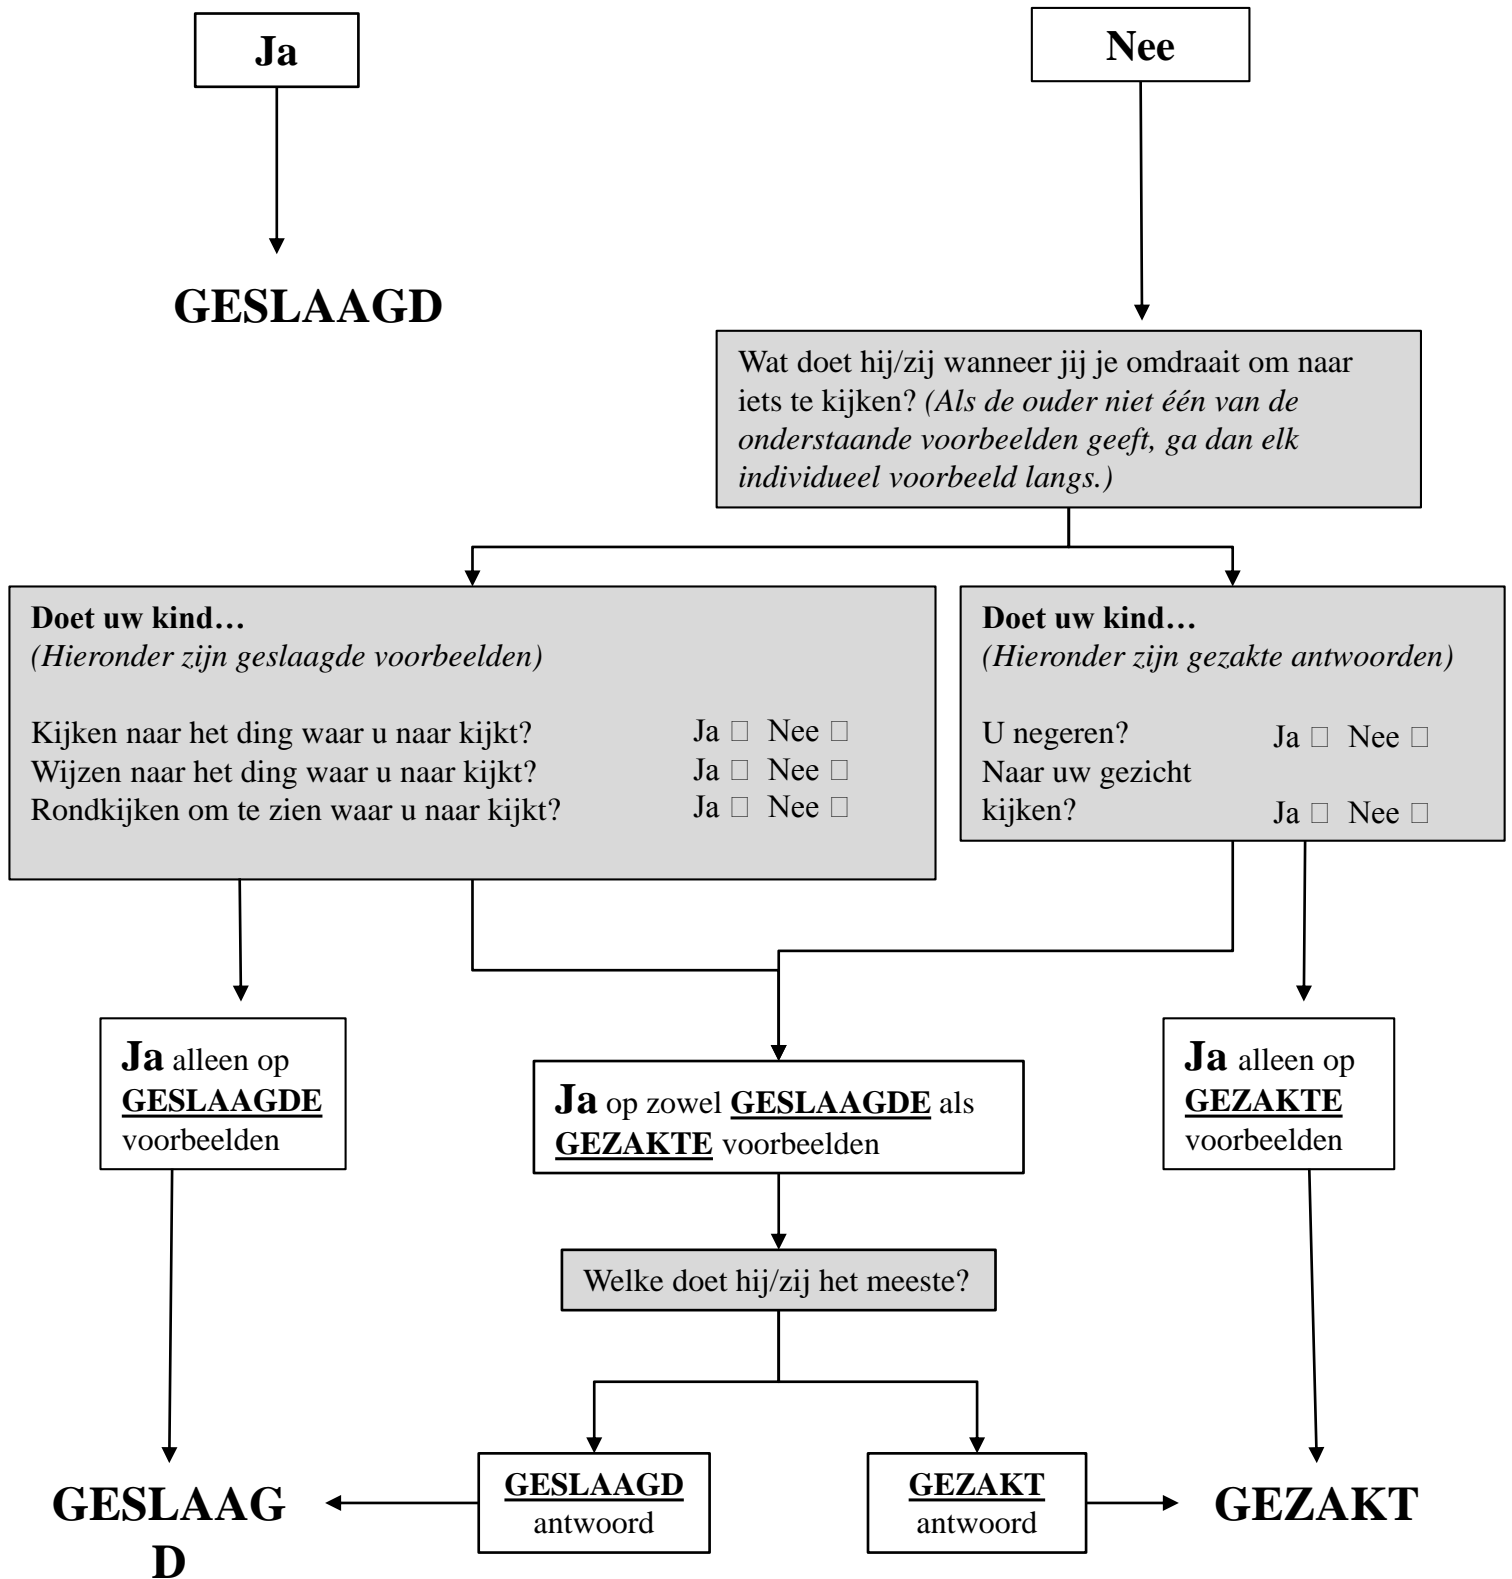 Ja
Nee
GESLAAGD
Wat doet hij/zij wanneer jij je omdraait om naar
iets te kijken? (Als de ouder niet één van de
onderstaande voorbeelden geeft, ga dan elk
individueel voorbeeld langs.)
Doet uw kind…
(Hieronder zijn geslaagde voorbeelden)
Kijken naar het ding waar u naar kijkt? Ja □ Nee □
Wijzen naar het ding waar u naar kijkt? Ja □ Nee □
Rondkijken om te zien waar u naar kijkt? Ja □ Nee □
Doet uw kind…
(Hieronder zijn gezakte antwoorden)
U negeren? Ja □ Nee □
Naar uw gezicht
kijken? Ja □ Nee □
Ja alleen op
GESLAAGDE
voorbeelden
Ja op zowel GESLAAGDE als
GEZAKTE voorbeelden
Ja alleen op
GEZAKTE
voorbeelden
Welke doet hij/zij het meeste?
GESLAAG
D
GESLAAGD
antwoord
GEZAKT
antwoord
GEZAKT